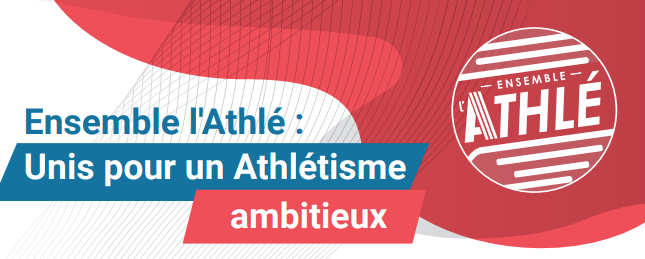 Ensemble l'Athlé :
Unis pour un Athlétisme
ambitieux
ENSEMBLE
l'ATHLÉ